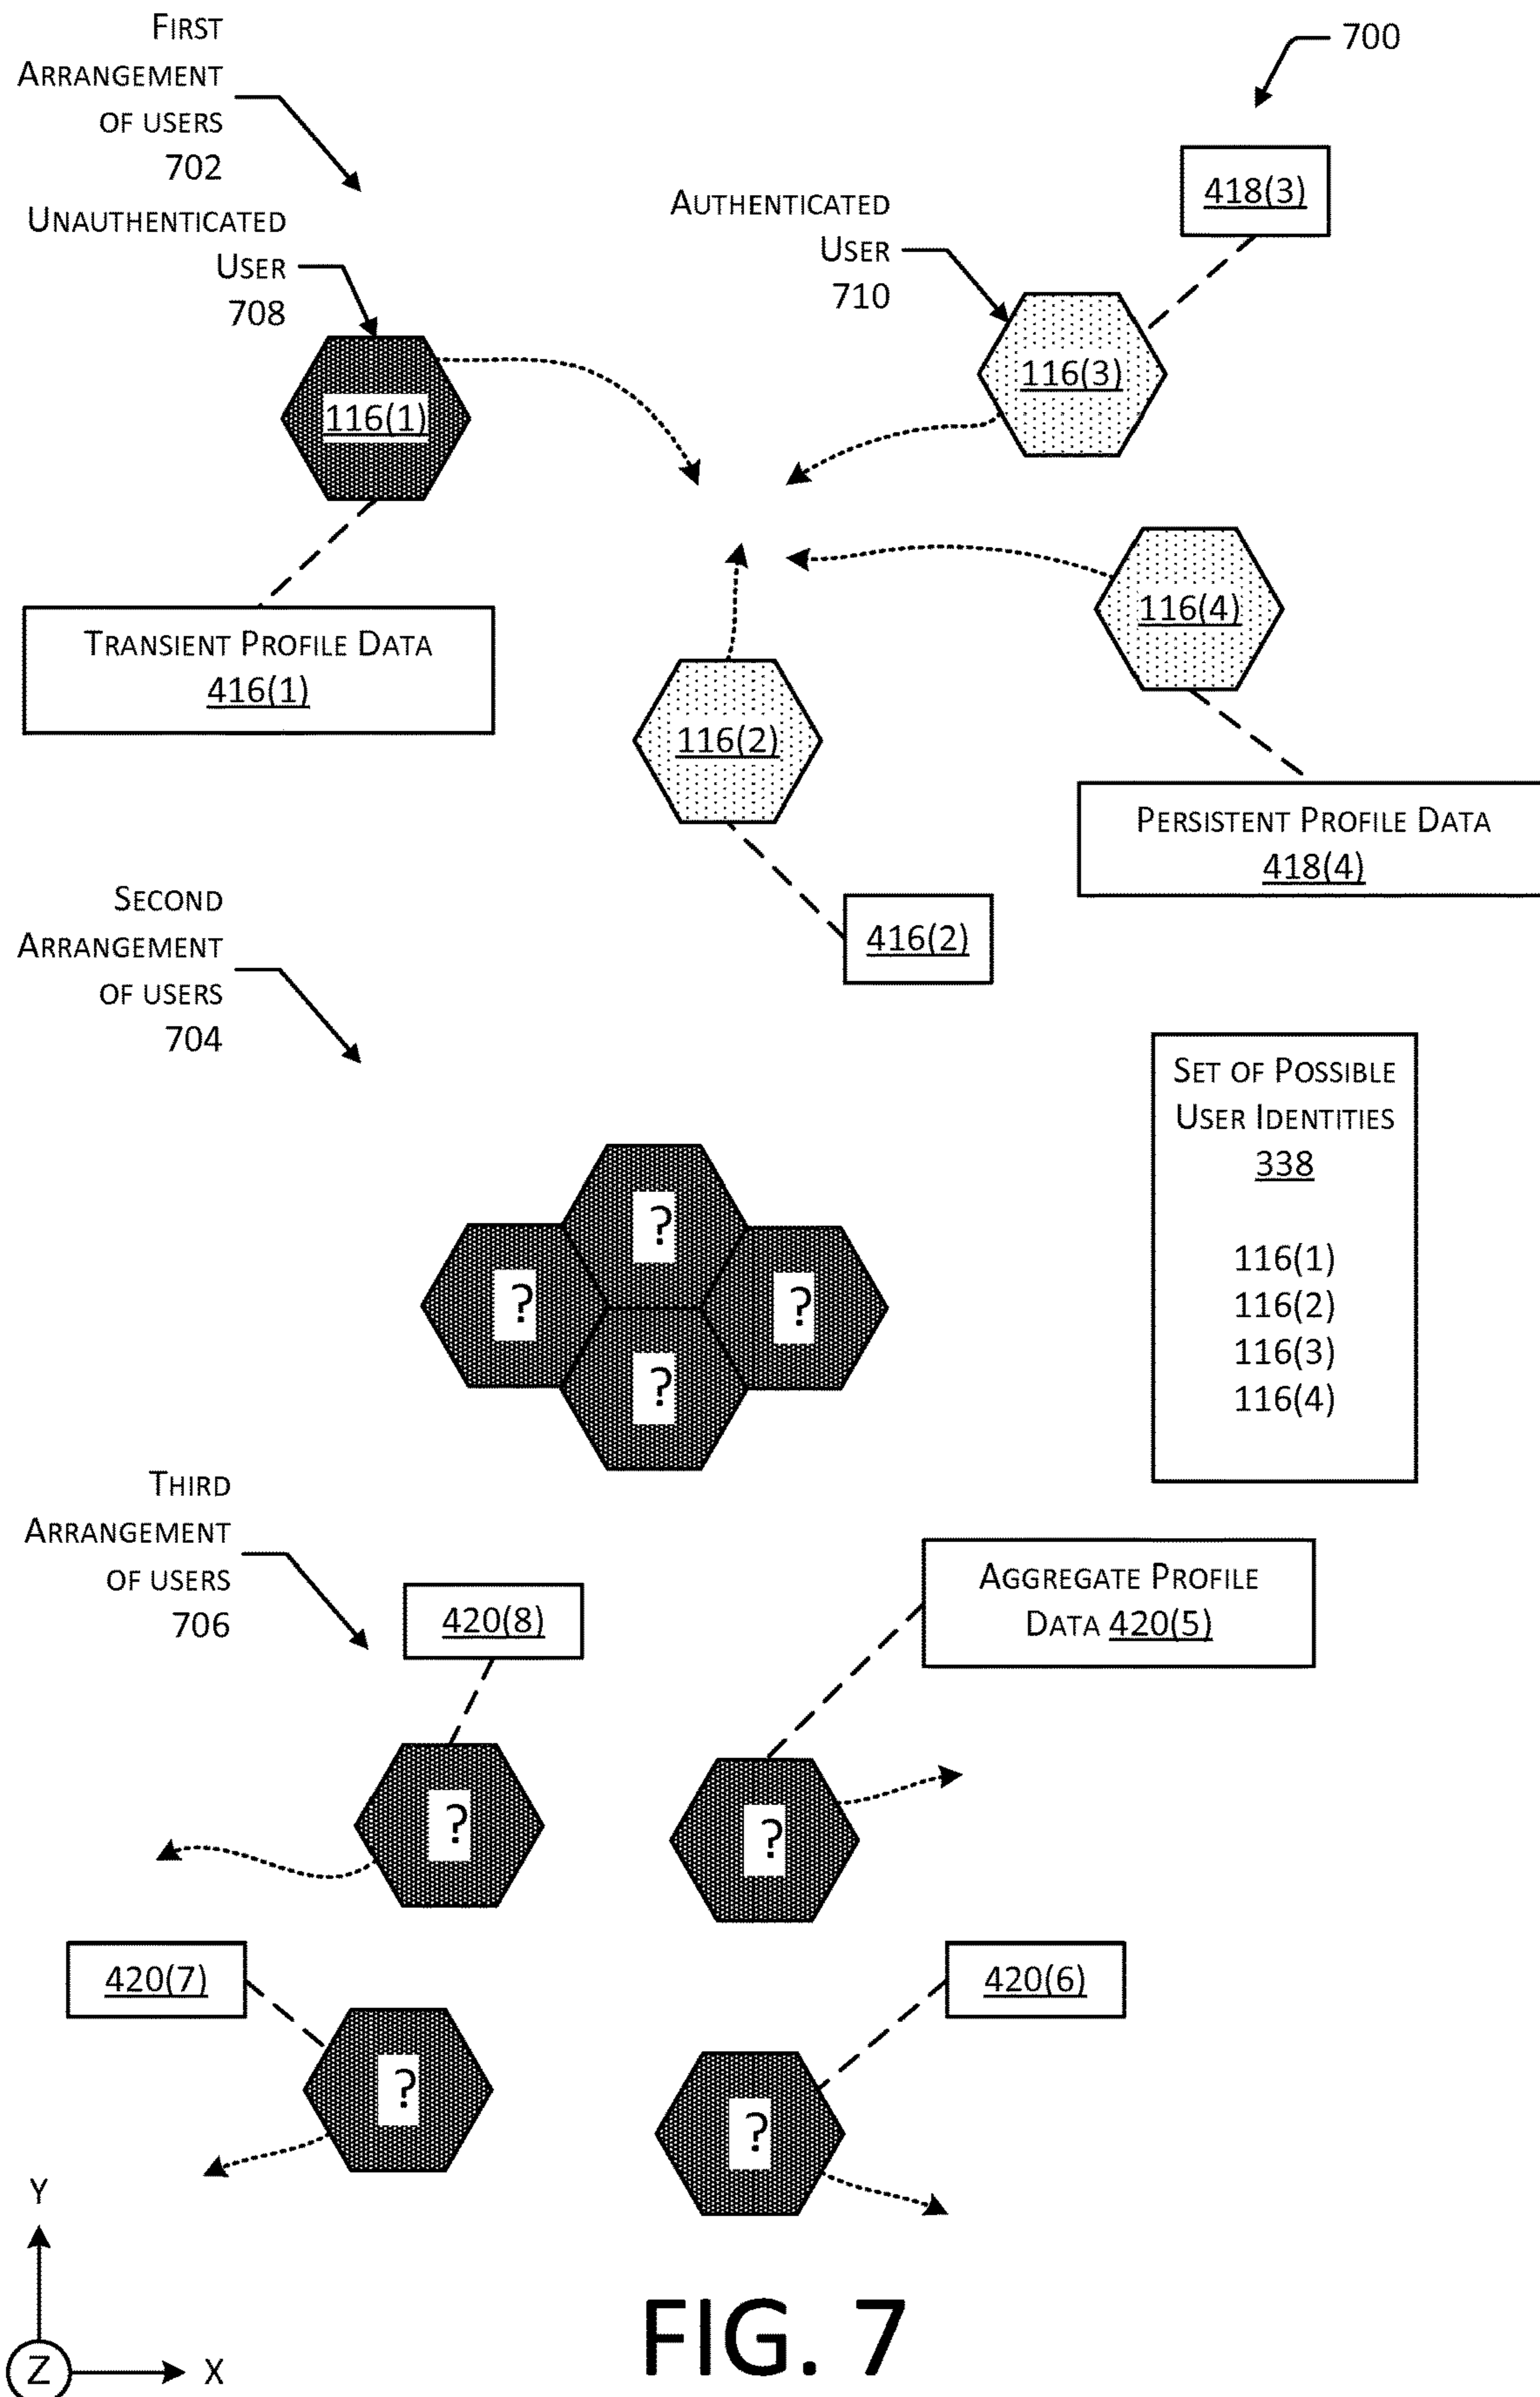 FIRST
ARRANGEMENT
OF USERS
702
700
UNAUTHENTICATED
USER
708
AUTHENTICATED
USER
710
418(3)
116(1)
116(3)
TRANSIENT PROFILE DATA
416(1)
116(4)
116(2)
PERSISTENT PROFILE DATA
418(4)
416(2)
SECOND
ARRANGEMENT
OF USERS
704
SET OF POSSIBLE
USER IDENTITIES
338
116(1)
116(2)
116(3)
116(4)
?
?
?
?
THIRD
ARRANGEMENT
OF USERS
706
420(8)
AGGREGATE PROFILE
DATA 420(5)
?
?
420(7)
420(6)
?
?
Y
Z
X
FIG. 7